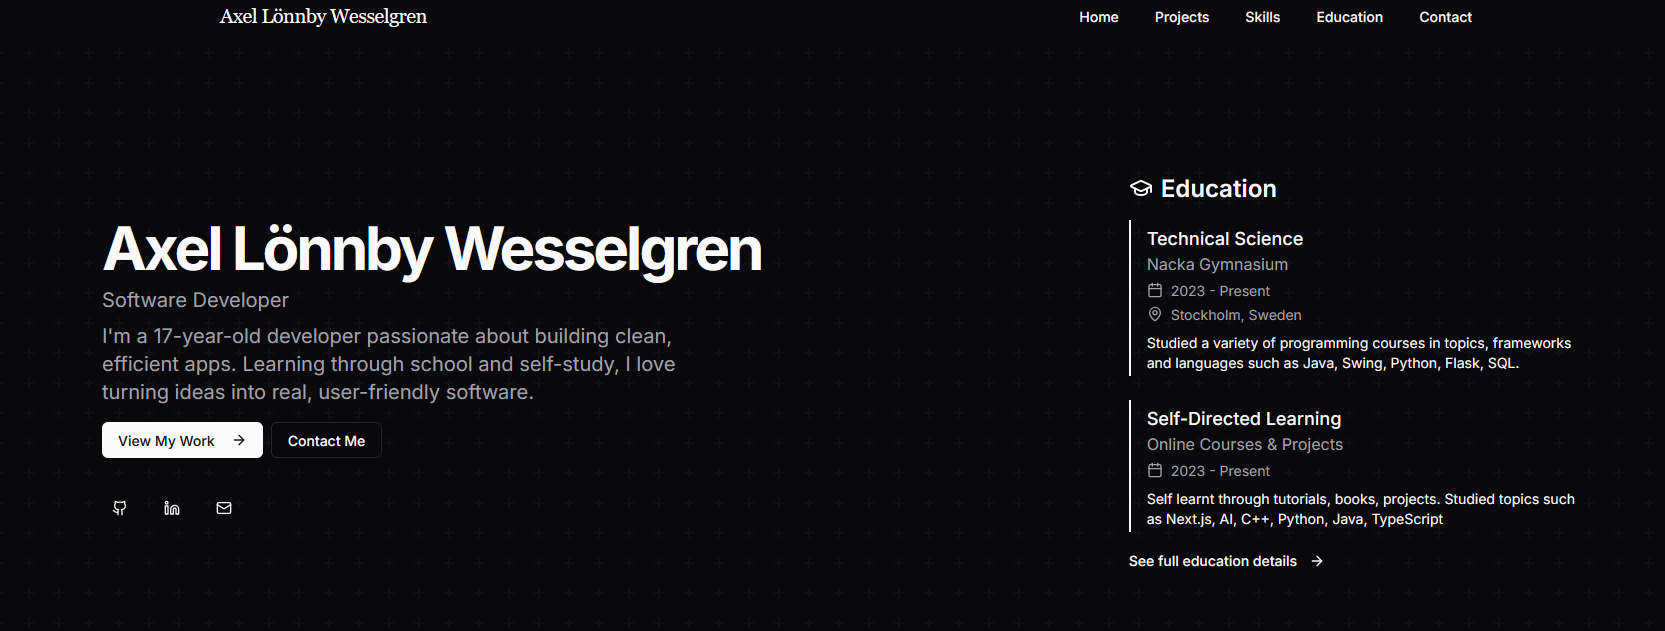 Axel Lönnby Wesselgren
Home Projects Skills Education Contact
Axel Lönnby Wesselgren
Software Developer
I'm a 17-year-old developer passionate about building clean,
efficient apps. Learning through school and self-study, I love
turning ideas into real, user-friendly software.
View My Work
Contact Me
Education
Technical Science
Nacka Gymnasium
2023 - Present
Stockholm, Sweden
Studied a variety of programming courses in topics, frameworks
and languages such as Java, Swing, Python, Flask, SQL.
Self-Directed Learning
Online Courses & Projects
2023 - Present
Self learnt through tutorials, books, projects. Studied topics such
as Next.js, AI, C++, Python, Java, TypeScript
See full education details